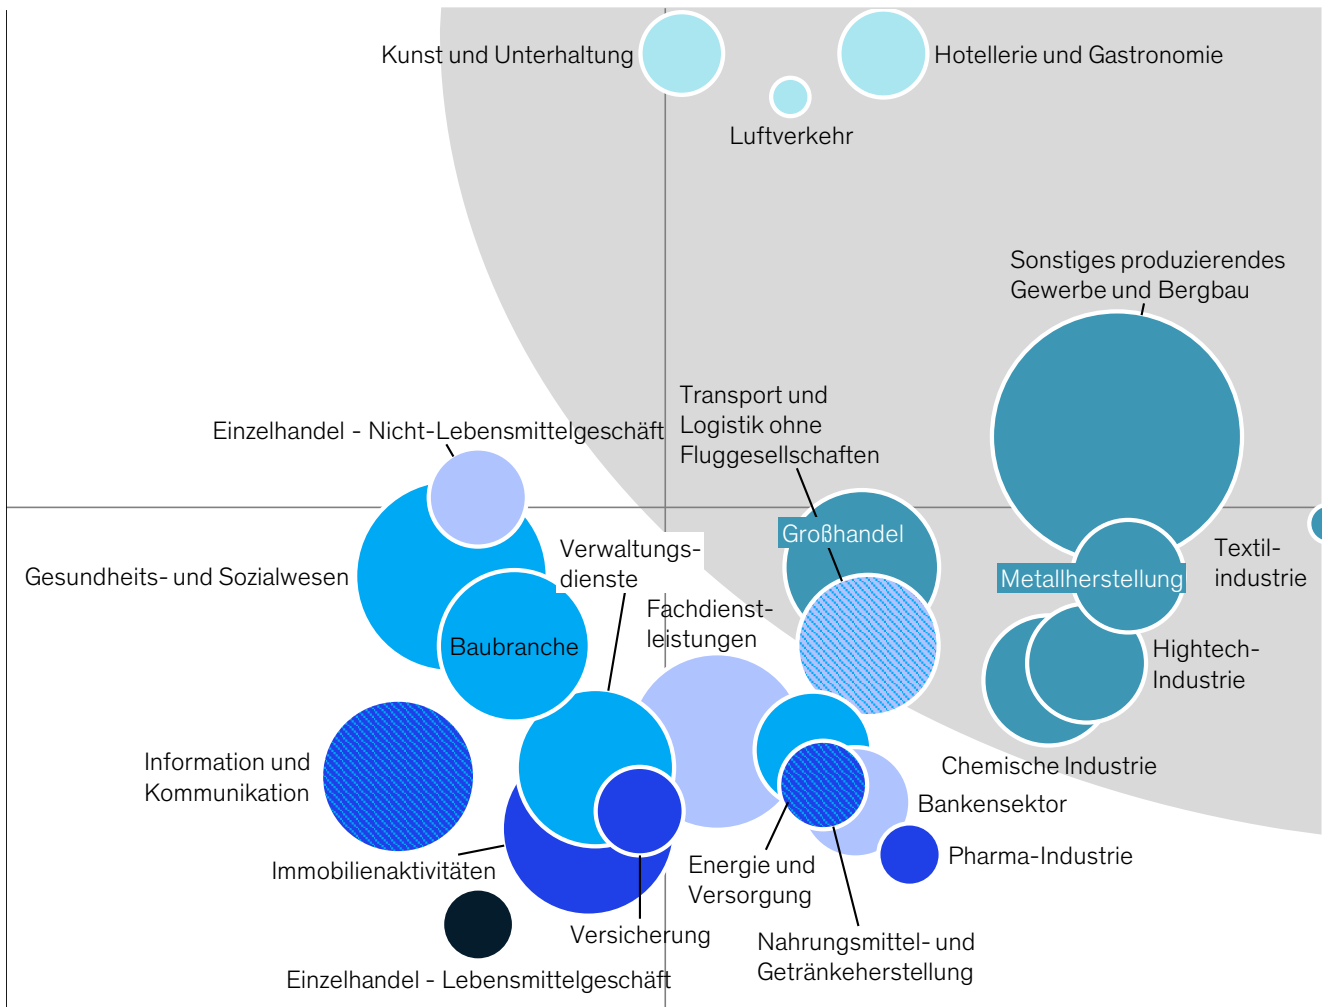 Kunst und Unterhaltung
Hotellerie und Gastronomie
Luftverkehr
Sonstiges produzierendes
Gewerbe und Bergbau
Transport und
Logistik ohne
Fluggesellschaften
Einzelhandel - Nicht-Lebensmittelgeschäft
Großhandel
Verwaltungs-
dienste
Textil-
industrie
Gesundheits- und Sozialwesen
Metallherstellung
Fachdienst-
leistungen
Baubranche
Hightech-
Industrie
Information und
Kommunikation
Chemische Industrie
Bankensektor
Immobilienaktivitäten
Energie und
Versorgung
Pharma-Industrie
Versicherung
Nahrungsmittel- und
Getränkeherstellung
Einzelhandel - Lebensmittelgeschäft